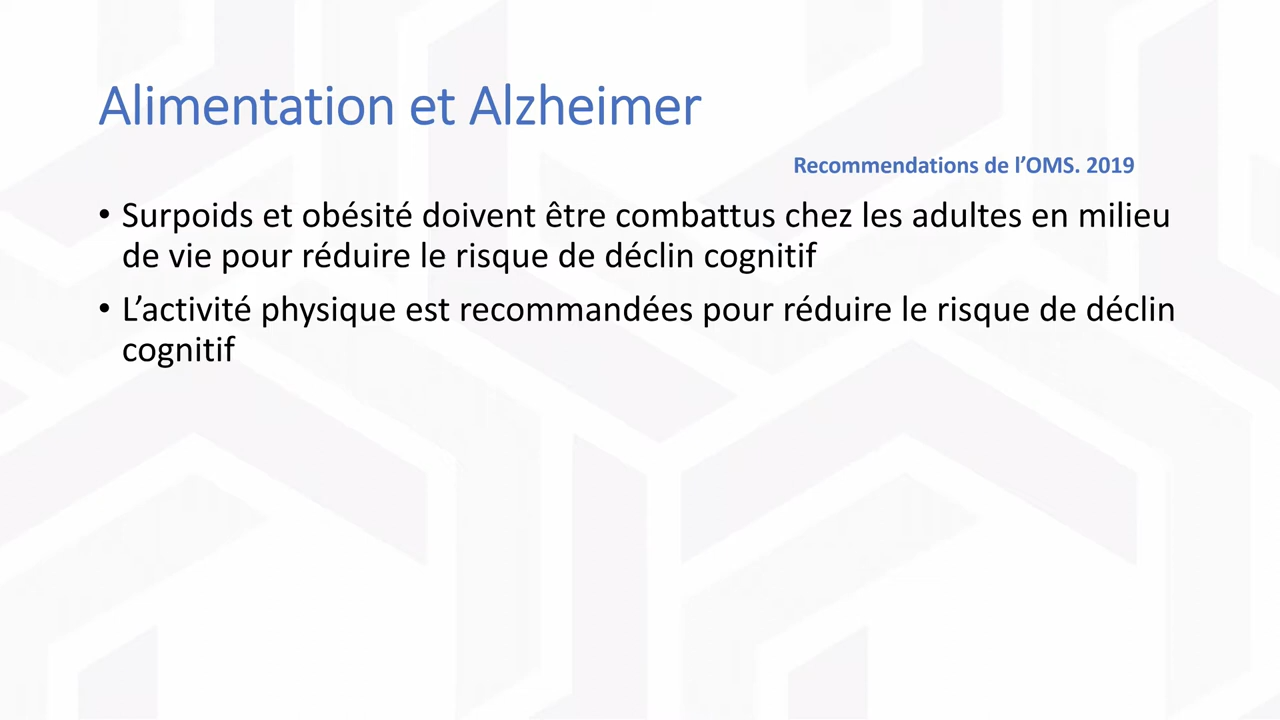 Alimentation et Alzheimer
Recommendations de l’OMS. 2019
• Surpoids et obésité doivent être combattus chez les adultes en milieu
de vie pour réduire le risque de déclin cognitif
• L’activité physique est recommandées pour réduire le risque de déclin
cognitif